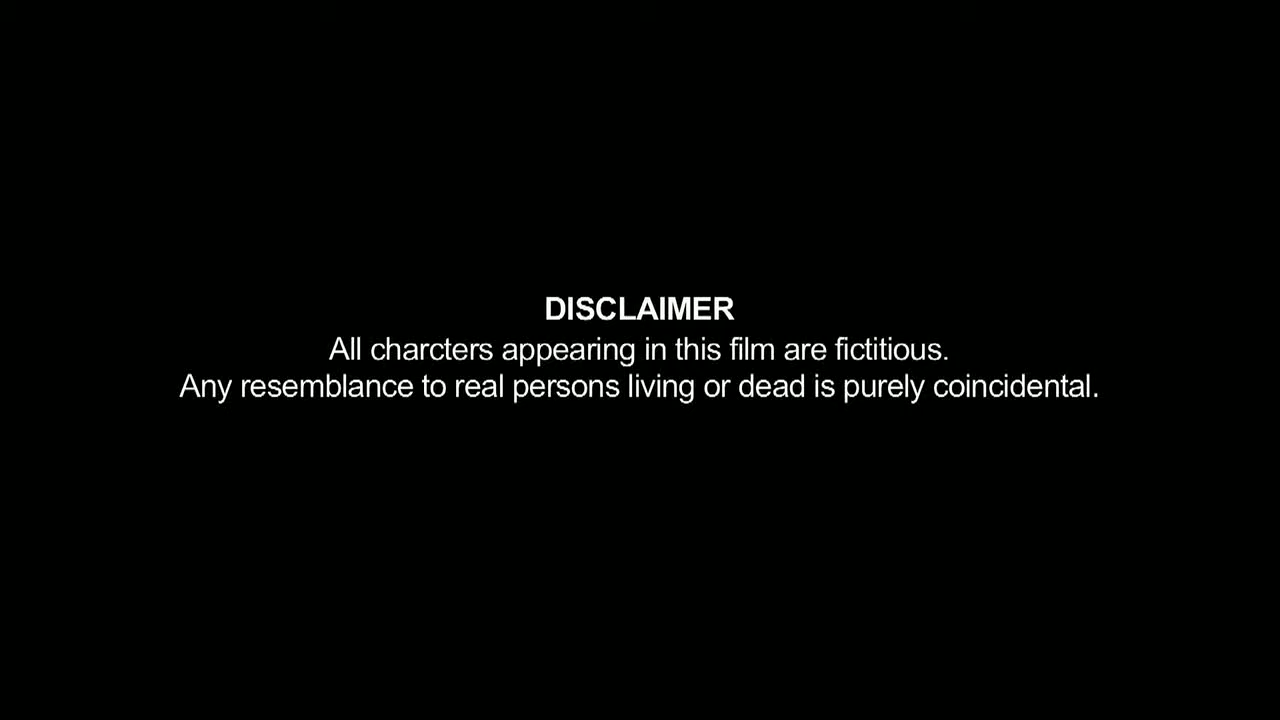 DISCLAIMER
All charcters appearing in this film are fictitious.
Any resemblance to real persons living or dead is purely coincidental.